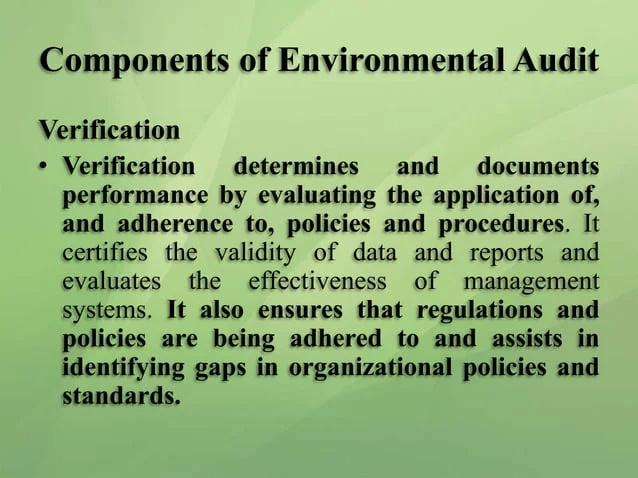 Components of Environmental Audit
Verification
• Verification determines and documents
performance by evaluating the application of,
and adherence to, policies and procedures. It
certifies the validity of data and reports and
evaluates the effectiveness of management
systems. It also ensures that regulations and
policies are being adhered to and assists in
identifying gaps in organizational policies and
standards.